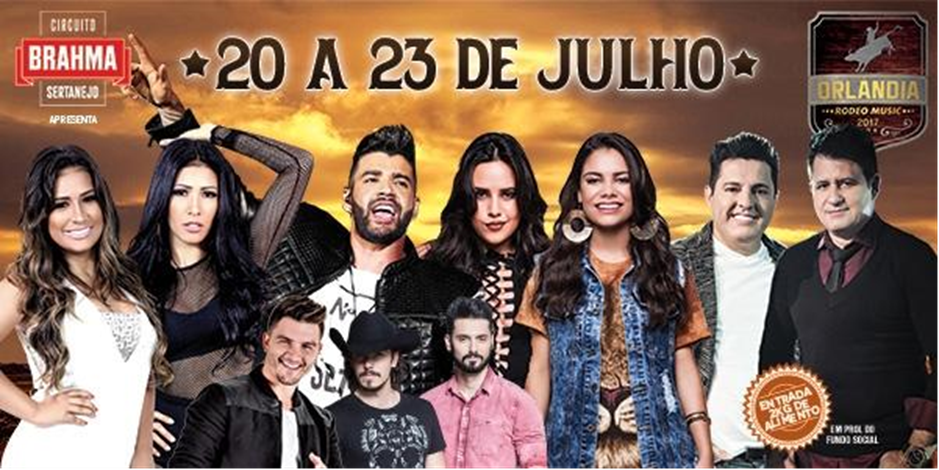 CIRCUITO
BRAHMA
SERTANEJO
APRESENTA
20 A 23 DE JULHO
ORLANDIA
RODEO MUSIC
2017
ENTRADA
2KG DE
ALIMENTO
EM PROL DO
FUNDO SOCIAL